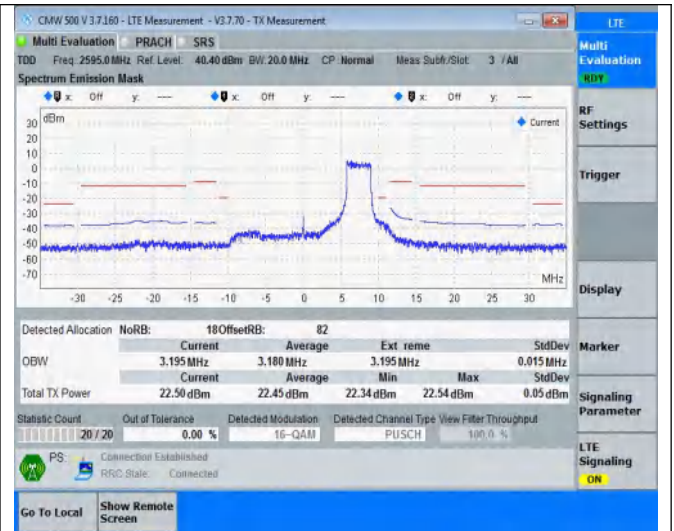 CMW 500 V 3.7.160 - LTE Measurement - V3.7.70 - TX Measurement
LTE
Multi Evaluation PRACH SRS
TDD Freq: 2595.0 MHz Ref. Level: 40.40 dBm BW: 20.0 MHz CP: Normal Meas Subfr./Slot: 3 / All
Spectrum Emission Mask
x: Off y: --- x: Off y: --- x: Off y: ---
dBm
Current
30
20
10
0
-10
-20
-30
-40
-50
-60
-70
MHz
-30 -25 -20 -15 -10 -5 0 5 10 15 20 25 30
Detected Allocation NoRB: 18 OffsetRB: 82
Current Average Extreme StdDev
OBW 3.195 MHz 3.180 MHz 3.195 MHz 0.015 MHz
Current Average Min Max StdDev
Total TX Power 22.50 dBm 22.45 dBm 22.34 dBm 22.54 dBm 0.05 dBm
Statistic Count Out of Tolerance Detected Modulation Detected Channel Type View Filter Throughput
20 / 20 0.00 % 16-QAM PUSCH 100.0 %
PS: Connection Established
RRC State: Connected
Multi
Evaluation
RDY
RF
Settings
Trigger
Display
Marker
Signaling
Parameter
LTE
Signaling
ON
Go To Local
Show Remote
Screen